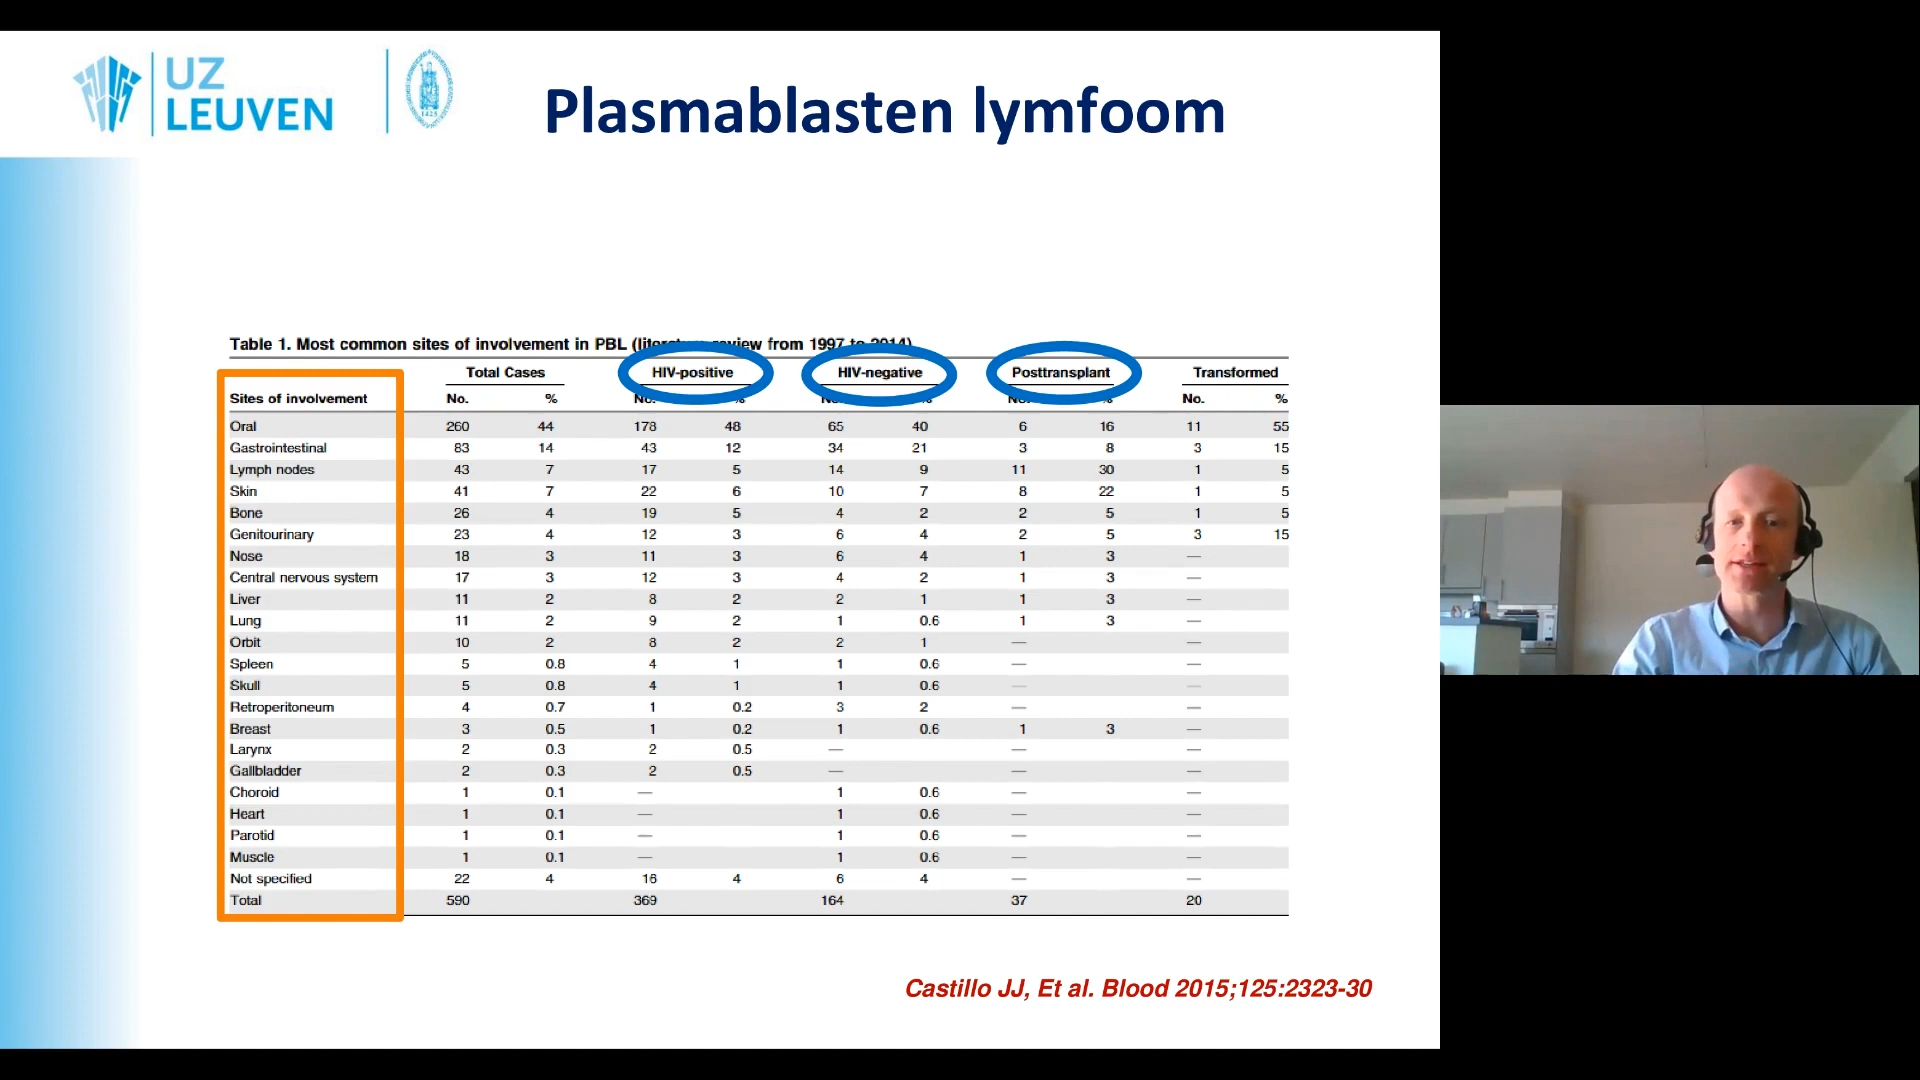 UZ
LEUVEN
1425
Plasmablasten lymfoom
Table 1. Most common sites of involvement in PBL (literature review from 1997 to 2014)
Total Cases HIV-positive HIV-negative Posttransplant Transformed
Sites of involvement No. % No. % No. % No. % No. %
Oral 260 44 178 48 65 40 6 16 11 55
Gastrointestinal 83 14 43 12 34 21 3 8 3 15
Lymph nodes 43 7 17 5 14 9 11 30 1 5
Skin 41 7 22 6 10 7 8 22 1 5
Bone 26 4 19 5 4 2 2 5 1 5
Genitourinary 23 4 12 3 6 4 2 5 3 15
Nose 18 3 11 3 6 4 1 3 —
Central nervous system 17 3 12 3 4 2 1 3 —
Liver 11 2 8 2 2 1 1 3 —
Lung 11 2 9 2 1 0.6 1 3 —
Orbit 10 2 8 2 2 1 — —
Spleen 5 0.8 4 1 1 0.6 — —
Skull 5 0.8 4 1 1 0.6 — —
Retroperitoneum 4 0.7 1 0.2 3 2 — —
Breast 3 0.5 1 0.2 1 0.6 1 3 —
Larynx 2 0.3 2 0.5 — — —
Gallbladder 2 0.3 2 0.5 — — —
Choroid 1 0.1 — 1 0.6 — —
Heart 1 0.1 — 1 0.6 — —
Parotid 1 0.1 — 1 0.6 — —
Muscle 1 0.1 — 1 0.6 — —
Not specified 22 4 16 4 6 4 — —
Total 590 369 164 37 20
Castillo JJ, Et al. Blood 2015;125:2323-30